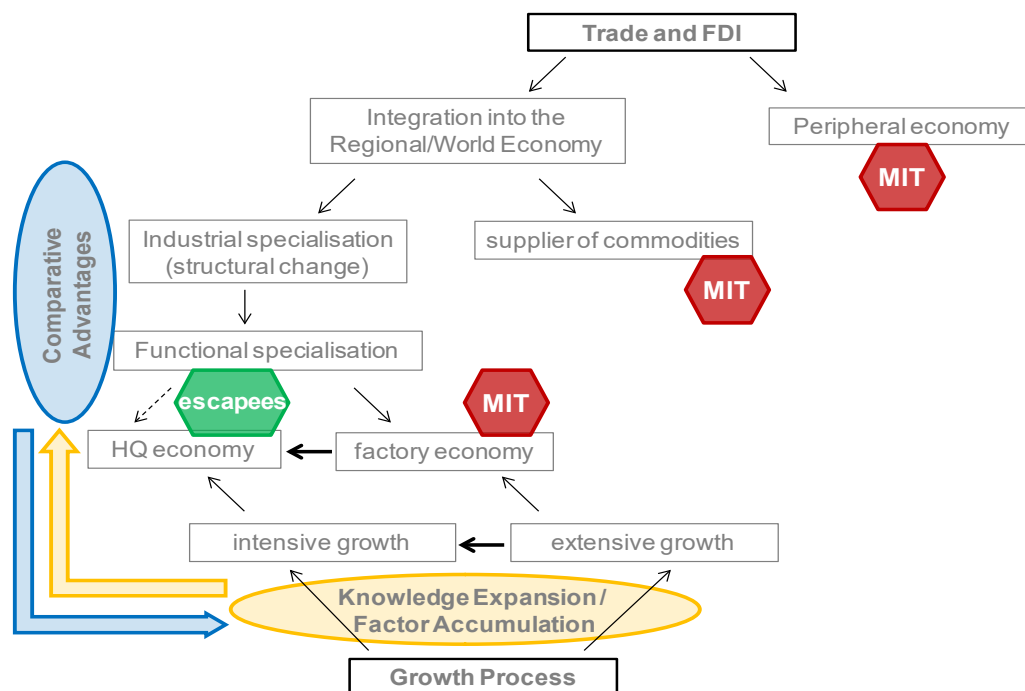 Trade and FDI
Integration into the
Regional/World Economy
Peripheral economy
MIT
Comparative
Advantages
Industrial specialisation
(structural change)
supplier of commodities
MIT
Functional specialisation
escapees
MIT
HQ economy
factory economy
intensive growth
extensive growth
Knowledge Expansion /
Factor Accumulation
Growth Process